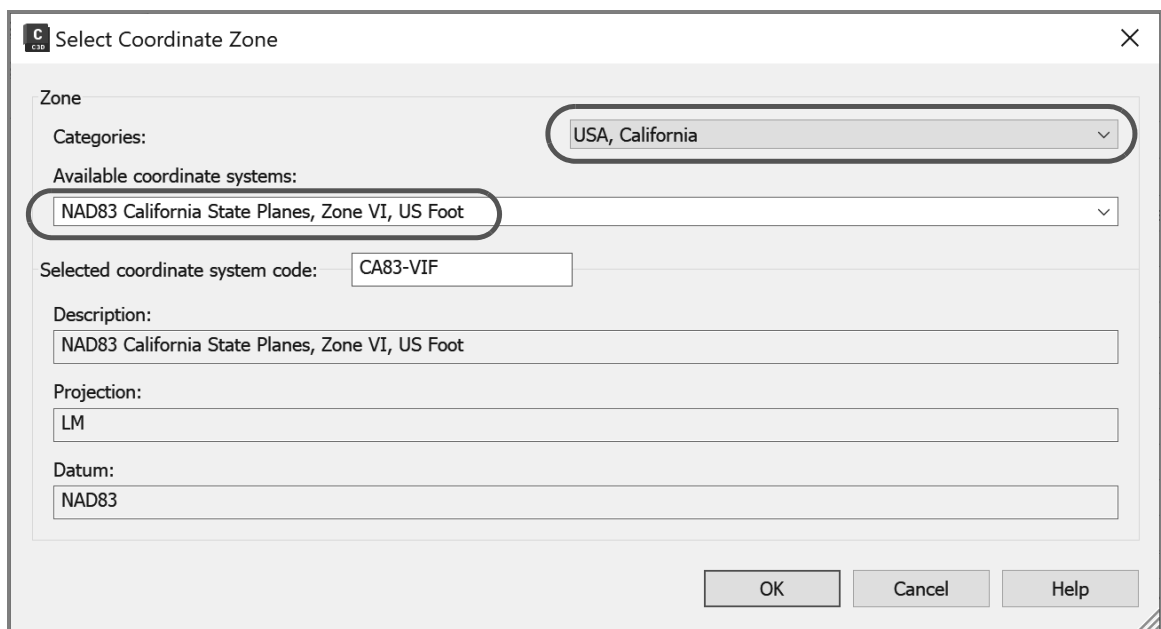 C
C3D
Select Coordinate Zone
Zone
Categories:
USA, California
Available coordinate systems:
NAD83 California State Planes, Zone VI, US Foot
Selected coordinate system code:
CA83-VIF
Description:
NAD83 California State Planes, Zone VI, US Foot
Projection:
LM
Datum:
NAD83
OK
Cancel
Help